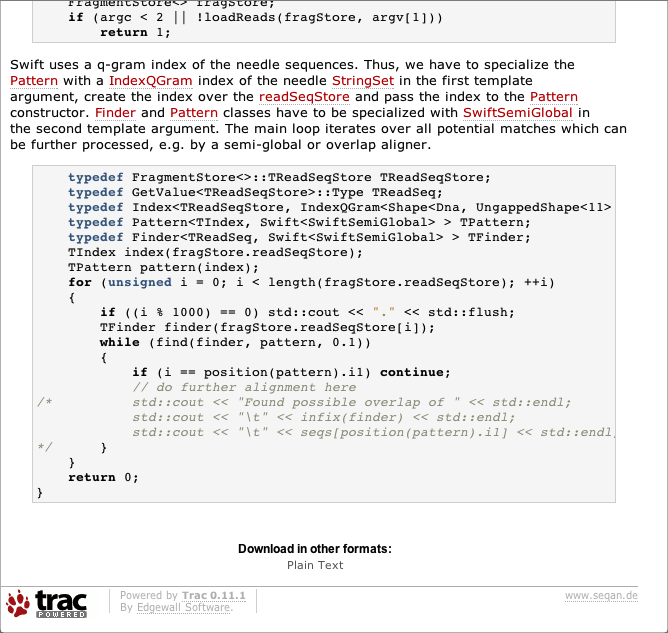 FragmentStore<> fragStore;
if (argc < 2 || !loadReads(fragStore, argv[1]))
return 1;
Swift uses a q-gram index of the needle sequences. Thus, we have to specialize the
Pattern with a IndexQGram index of the needle StringSet in the first template
argument, create the index over the readSeqStore and pass the index to the Pattern
constructor. Finder and Pattern classes have to be specialized with SwiftSemiGlobal in
the second template argument. The main loop iterates over all potential matches which can
be further processed, e.g. by a semi-global or overlap aligner.
typedef FragmentStore<>::TReadSeqStore TReadSeqStore;
typedef GetValue<TReadSeqStore>::Type TReadSeq;
typedef Index<TReadSeqStore, IndexQGram<Shape<Dna, UngappedShape<11>
typedef Pattern<TIndex, Swift<SwiftSemiGlobal> > TPattern;
typedef Finder<TReadSeq, Swift<SwiftSemiGlobal> > TFinder;
TIndex index(fragStore.readSeqStore);
TPattern pattern(index);
for (unsigned i = 0; i < length(fragStore.readSeqStore); ++i)
{
if ((i % 1000) == 0) std::cout << "." << std::flush;
TFinder finder(fragStore.readSeqStore[i]);
while (find(finder, pattern, 0.1))
{
if (i == position(pattern).i1) continue;
// do further alignment here
/* std::cout << "Found possible overlap of " << std::endl;
std::cout << "\t" << infix(finder) << std::endl;
std::cout << "\t" << seqs[position(pattern).i1] << std::endl
*/ }
}
return 0;
}
Download in other formats:
Plain Text
trac POWERED
Powered by Trac 0.11.1
By Edgewall Software.
www.seqan.de